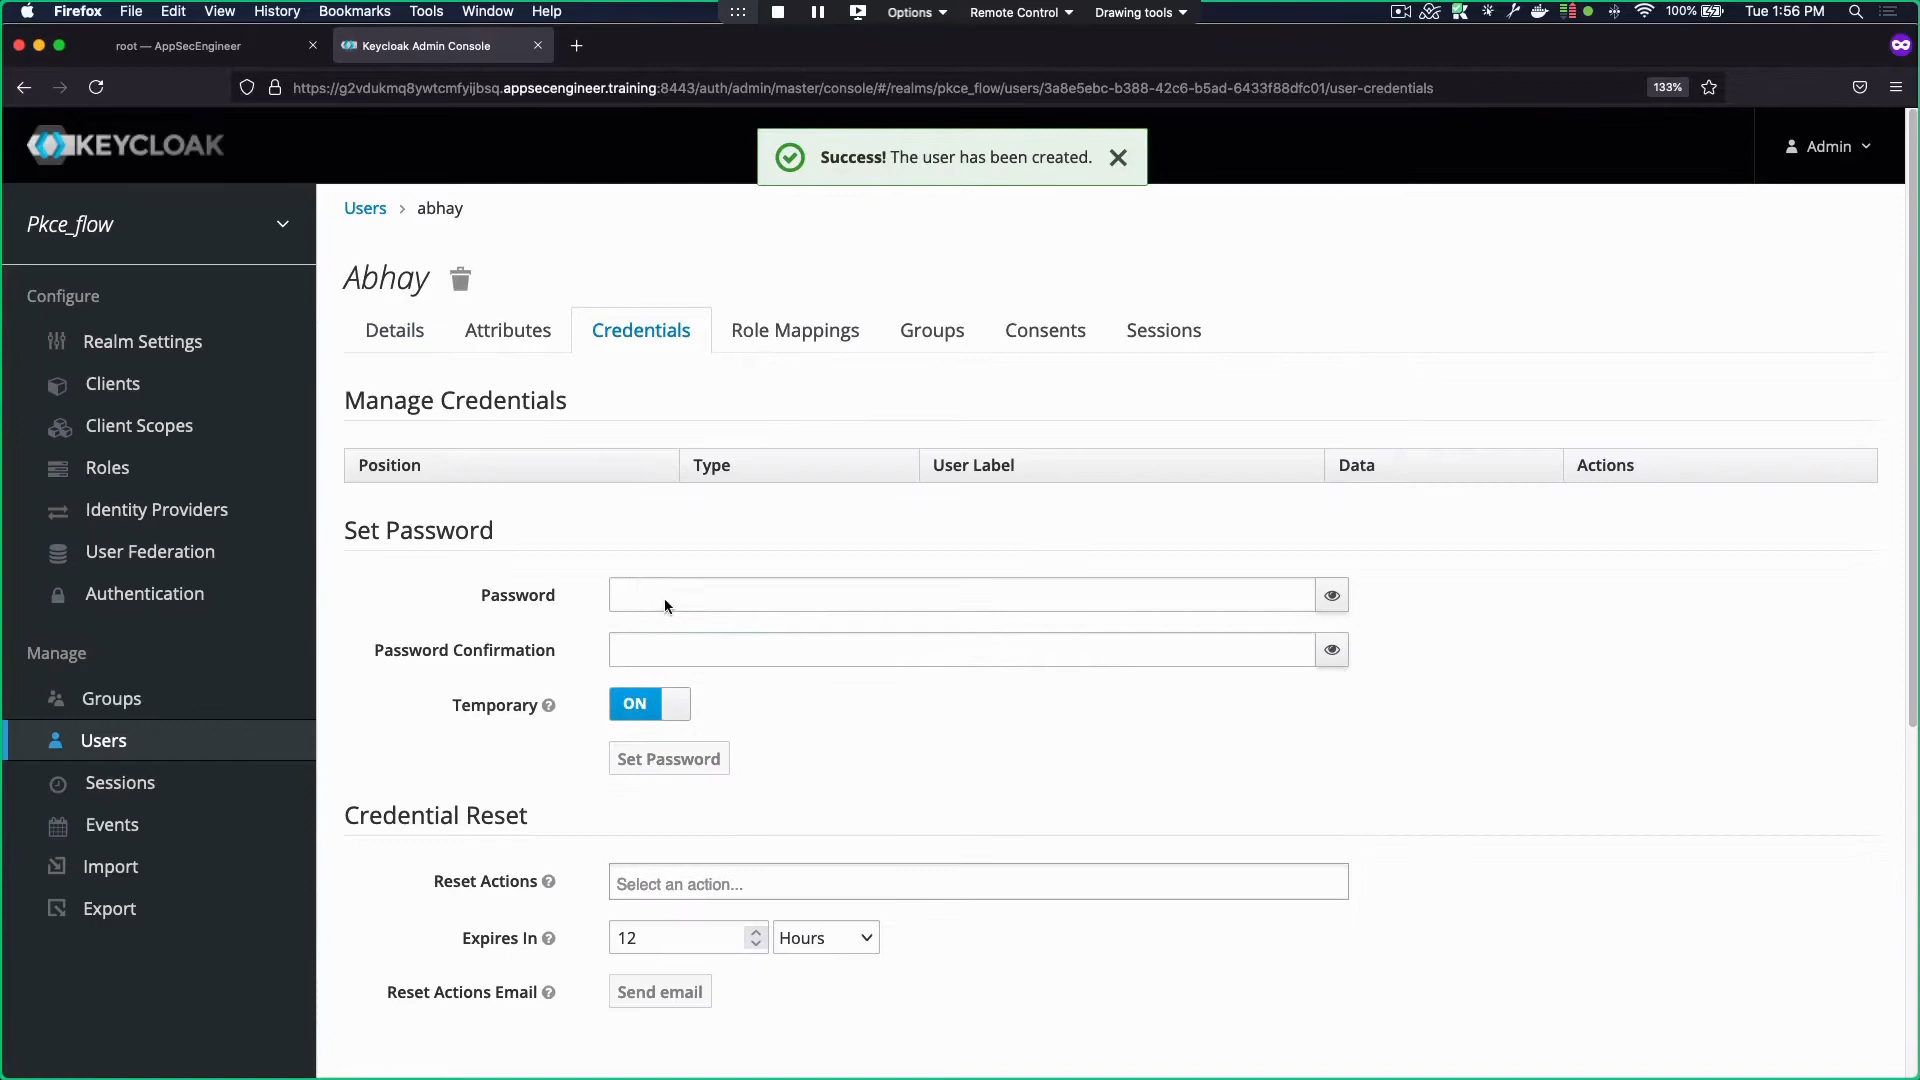 Firefox File Edit View History Bookmarks Tools Window Help Options Remote Control Drawing tools 100% Tue 1:56 PM
root — AppSecEngineer Keycloak Admin Console
https://g2vdukmq8ywtcmfyijbsq.appsecengineer.training:8443/auth/admin/master/console/#/realms/pkce_flow/users/3a8e5ebc-b388-42c6-b5ad-6433f88dfc01/user-credentials 133%
KEYCLOAK
Success! The user has been created.
Admin
Pkce_flow
Configure
Realm Settings
Clients
Client Scopes
Roles
Identity Providers
User Federation
Authentication
Manage
Groups
Users
Sessions
Events
Import
Export
Users > abhay
Abhay
Details Attributes Credentials Role Mappings Groups Consents Sessions
Manage Credentials
Position Type User Label Data Actions
Set Password
Password
Password Confirmation
Temporary ON
Set Password
Credential Reset
Reset Actions Select an action...
Expires In 12 Hours
Reset Actions Email Send email